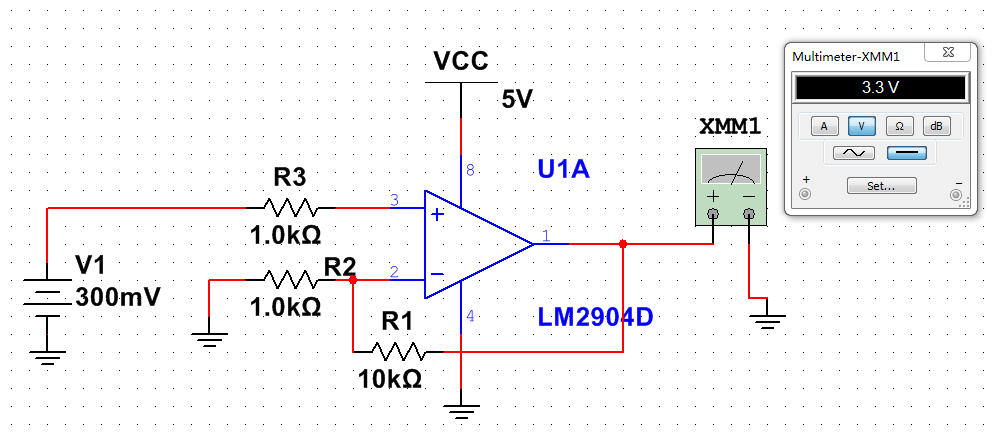 VCC
5V
Multimeter-XMM1
3.3 V
A
V
Ω
dB
+
Set...
−
XMM1
+
−
8
U1A
R3
3
+
1.0kΩ
1
V1
300mV
R2
2
−
1.0kΩ
4
LM2904D
R1
10kΩ